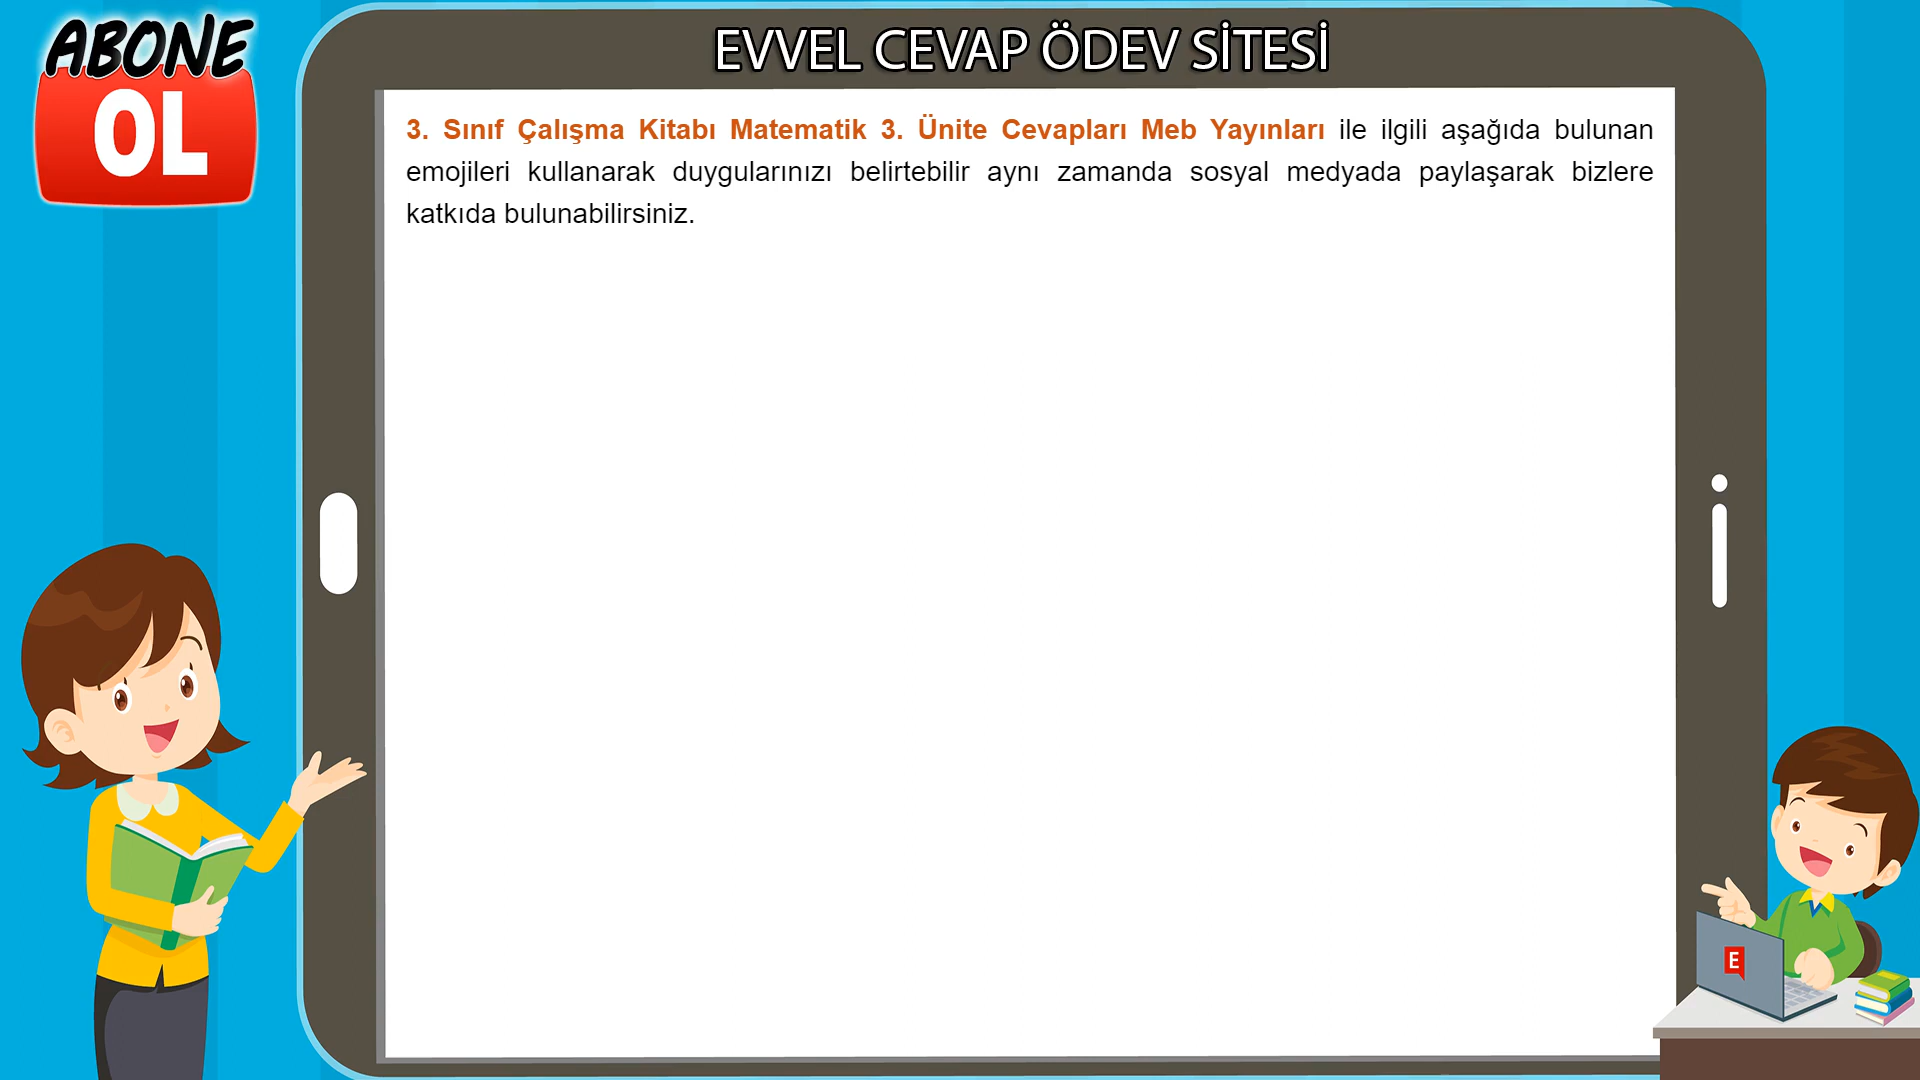 ABONE
OL
EVVEL CEVAP ÖDEV SİTESİ
3. Sınıf Çalışma Kitabı Matematik 3. Ünite Cevapları Meb Yayınları ile ilgili aşağıda bulunan
emojileri kullanarak duygularınızı belirtebilir aynı zamanda sosyal medyada paylaşarak bizlere
katkıda bulunabilirsiniz.
E